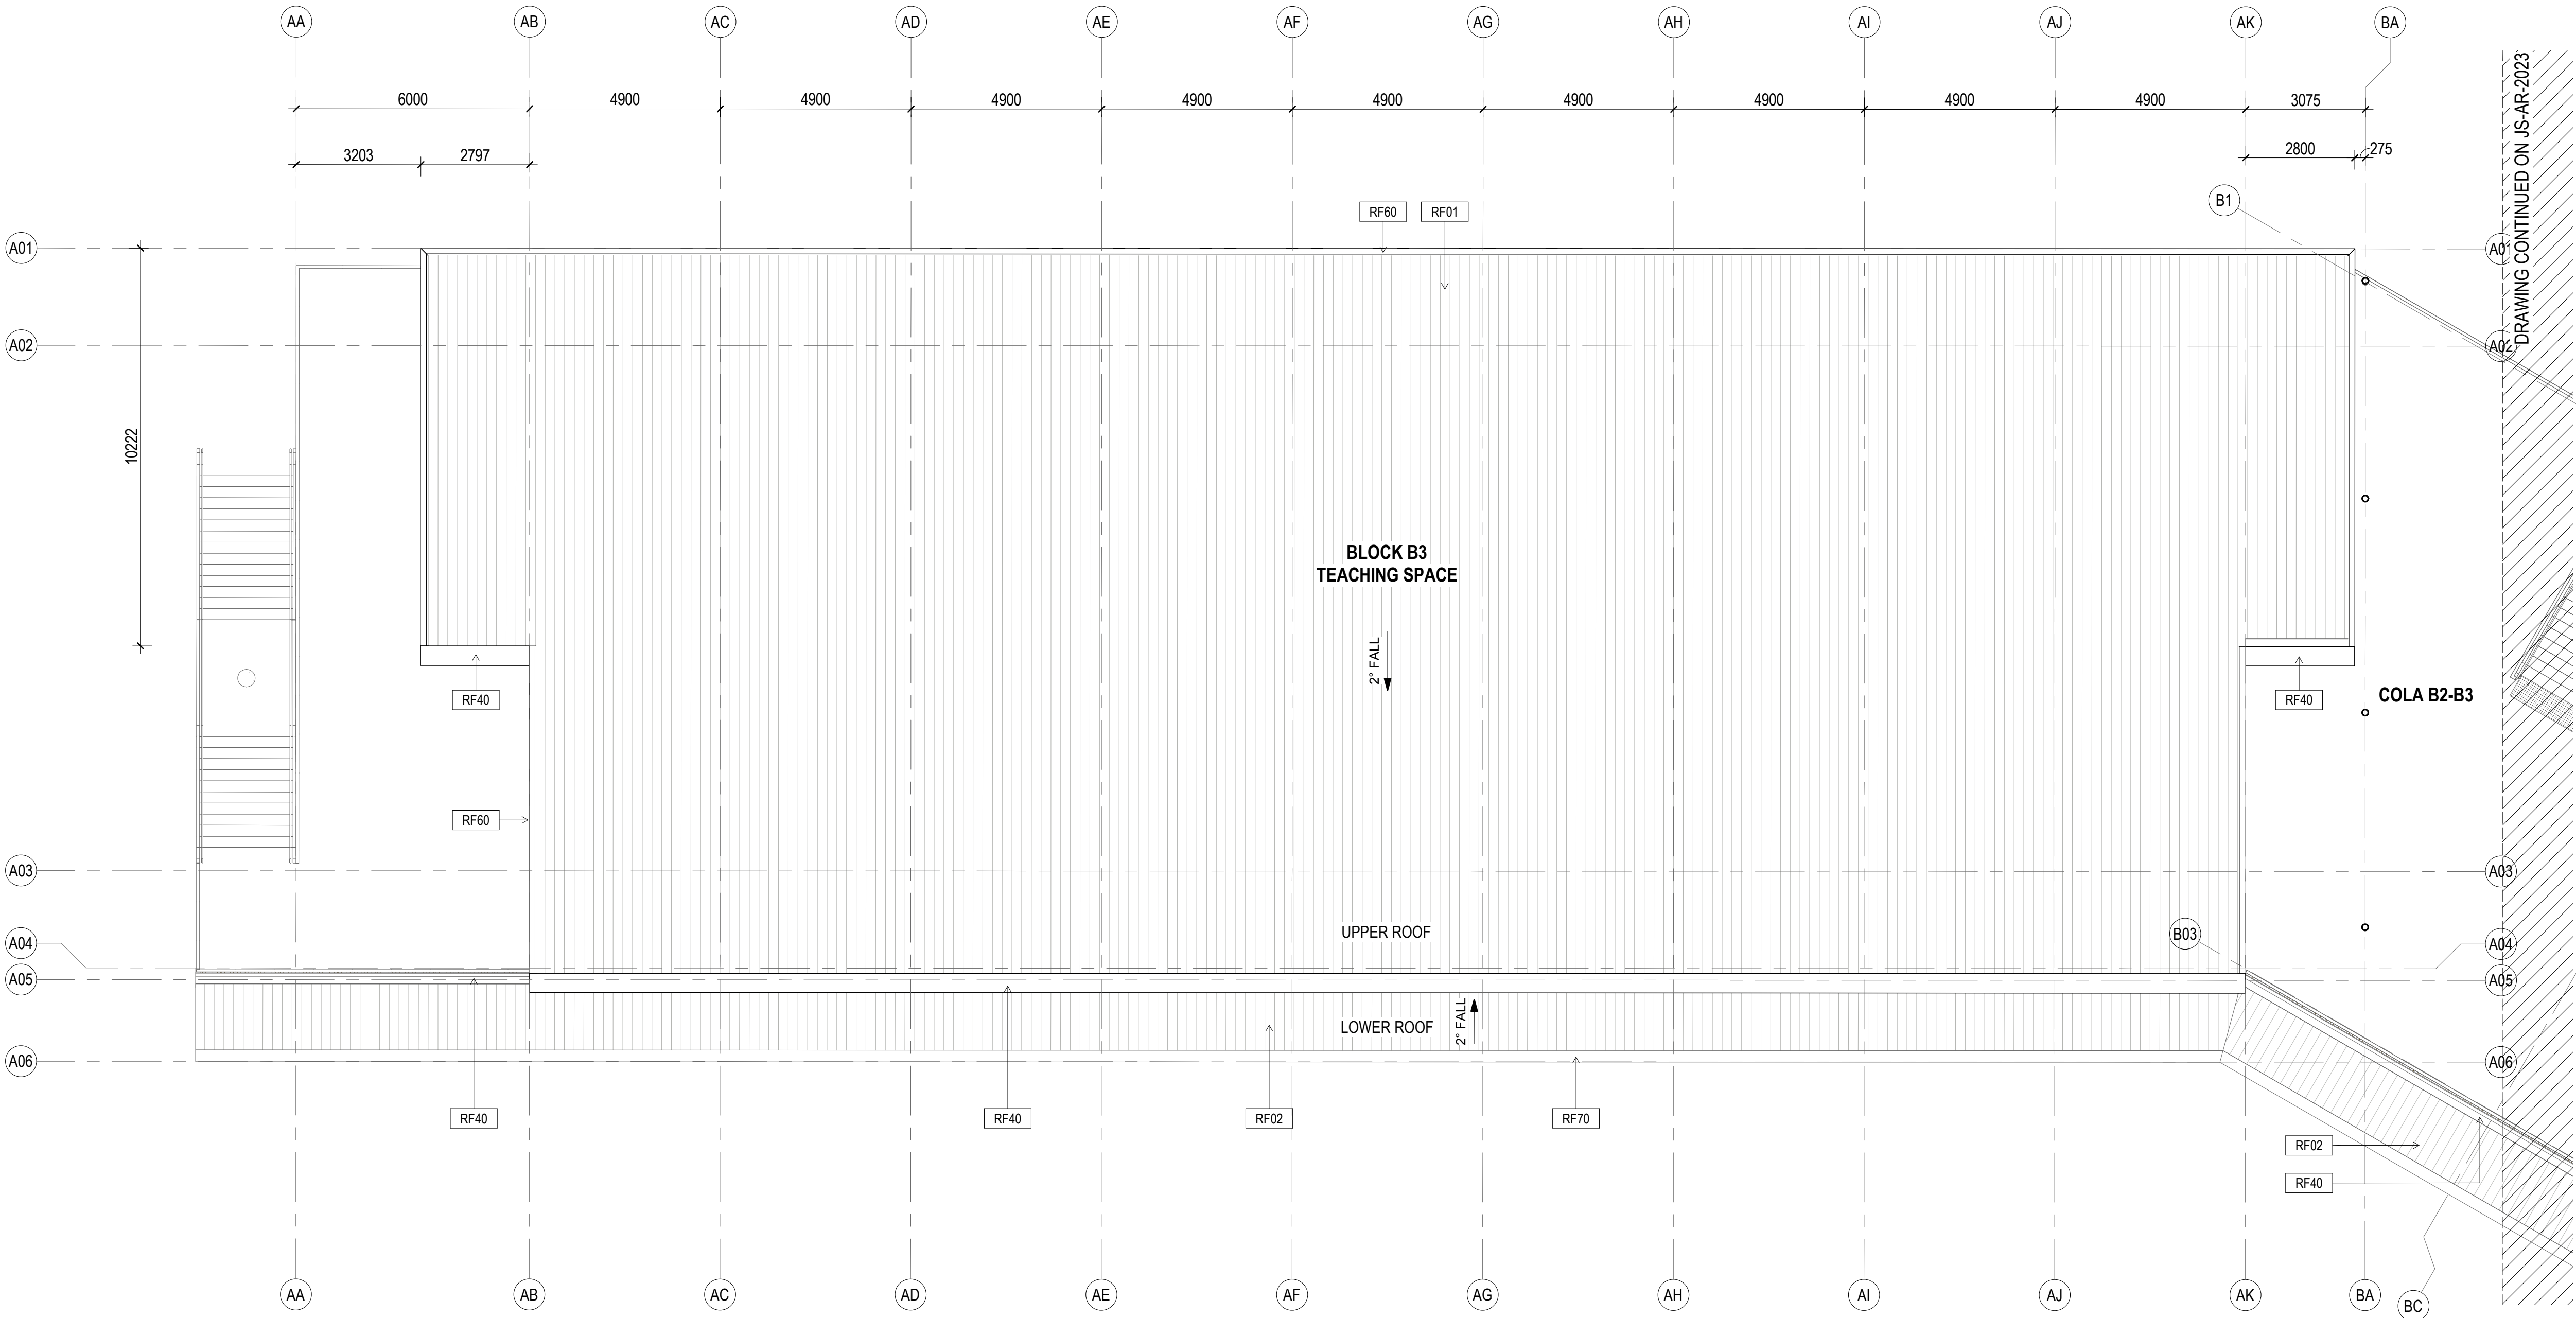 AA AB AC AD AE AF AG AH AI AJ AK BA
6000 4900 4900 4900 4900 4900 4900 4900 4900 4900 3075
3203 2797 2800 275
DRAWING CONTINUED ON JS-AR-2023
B1
RF60 RF01
A01 A0
A02 A02
10222
BLOCK B3
TEACHING SPACE
2° FALL
RF40 RF40
COLA B2-B3
RF60
A03 A03
UPPER ROOF
B03
A04 A04
A05 A05
LOWER ROOF
2° FALL
A06 A06
RF40 RF40 RF02 RF70
RF02
RF40
AA AB AC AD AE AF AG AH AI AJ AK BA
BC